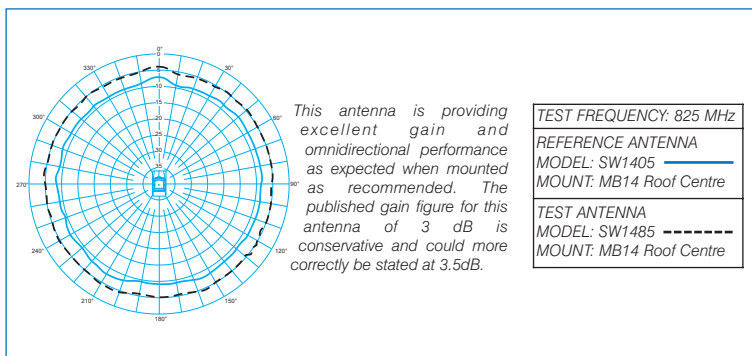 0°
330°
30°
300°
60°
270°
90°
240°
120°
210°
150°
180°
0
5
10
15
20
25
30
35
This antenna is providing
excellent gain and
omnidirectional performance
as expected when mounted
as recommended. The
published gain figure for this
antenna of 3 dB is
conservative and could more
correctly be stated at 3.5dB.
TEST FREQUENCY: 825 MHz
REFERENCE ANTENNA
MODEL: SW1405
MOUNT: MB14 Roof Centre
TEST ANTENNA
MODEL: SW1485
MOUNT: MB14 Roof Centre